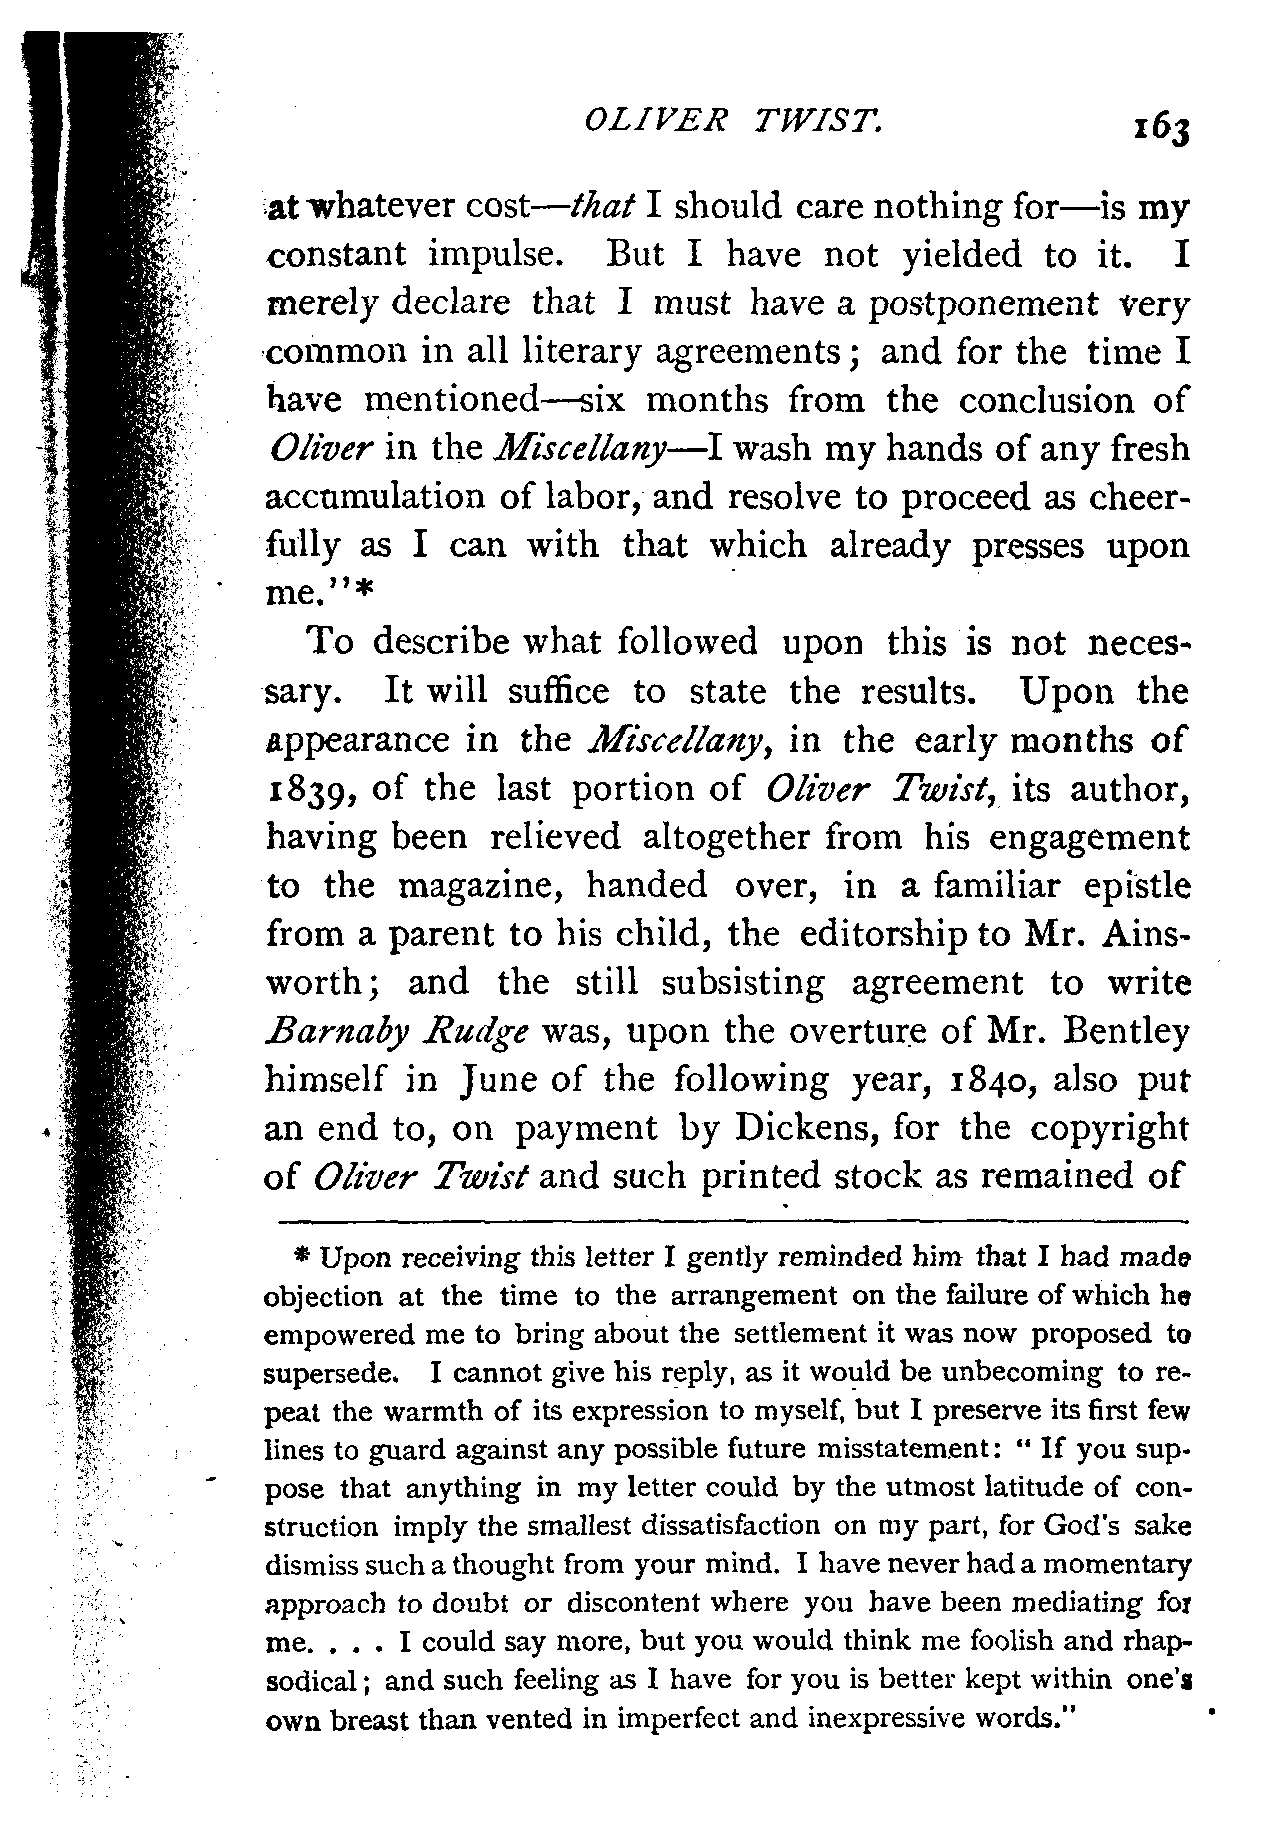 OLIVER TWIST. 163
at whatever cost—that I should care nothing for—is my
constant impulse. But I have not yielded to it. I
merely declare that I must have a postponement very
common in all literary agreements; and for the time I
have mentioned—six months from the conclusion of
Oliver in the Miscellany—I wash my hands of any fresh
accumulation of labor, and resolve to proceed as cheer-
fully as I can with that which already presses upon
me."*
To describe what followed upon this is not neces-
sary. It will suffice to state the results. Upon the
appearance in the Miscellany, in the early months of
1839, of the last portion of Oliver Twist, its author,
having been relieved altogether from his engagement
to the magazine, handed over, in a familiar epistle
from a parent to his child, the editorship to Mr. Ains-
worth; and the still subsisting agreement to write
Barnaby Rudge was, upon the overture of Mr. Bentley
himself in June of the following year, 1840, also put
an end to, on payment by Dickens, for the copyright
of Oliver Twist and such printed stock as remained of
* Upon receiving this letter I gently reminded him that I had made
objection at the time to the arrangement on the failure of which he
empowered me to bring about the settlement it was now proposed to
supersede. I cannot give his reply, as it would be unbecoming to re-
peat the warmth of its expression to myself, but I preserve its first few
lines to guard against any possible future misstatement: " If you sup-
pose that anything in my letter could by the utmost latitude of con-
struction imply the smallest dissatisfaction on my part, for God's sake
dismiss such a thought from your mind. I have never had a momentary
approach to doubt or discontent where you have been mediating for
me. . . . I could say more, but you would think me foolish and rhap-
sodical; and such feeling as I have for you is better kept within one's
own breast than vented in imperfect and inexpressive words."